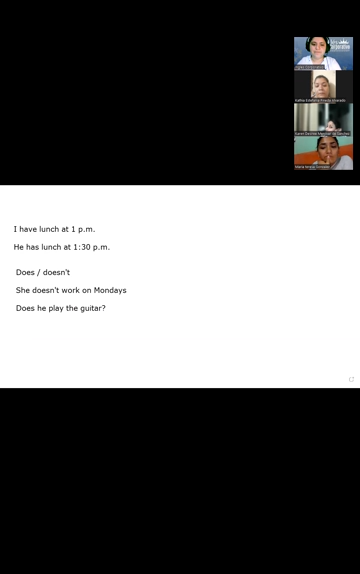 I have lunch at 1 p.m.
He has lunch at 1:30 p.m.
Does / doesn't
She doesn't work on Mondays
Does he play the guitar?